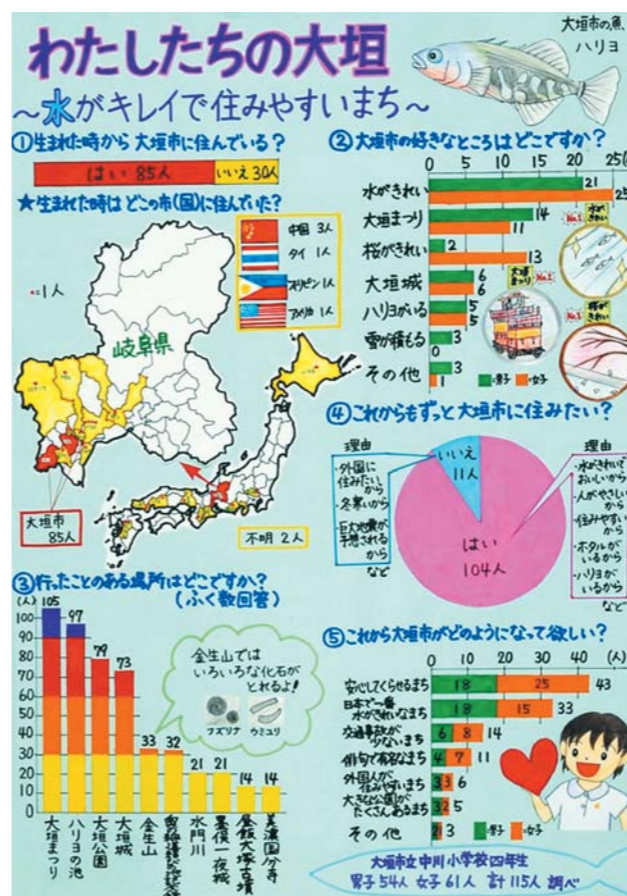 わたしたちの大垣
大垣市の魚
ハリヨ
～水がキレイで住みやすいまち～
①生まれた時から大垣市に住んでいる?
はい 85人
いいえ 30人
★生まれた時はどこの市(国)に住んでいた?
中国 3人
タイ 1人
フィリピン 1人
アメリカ 1人
•=1人
岐阜県
大垣市
85人
不明 2人
②大垣市の好きなところはどこですか?
0 5 10 15 20 25
水がきれい 21 25
大垣まつり 14 11
桜がきれい 2 13
大垣城 6 6
ハリヨがいる 5 5
雪が積もる 3 0
その他 3 1
■=男子 ■=女子
No.1 水がきれい
大垣まつり No.2
No.3 桜がきれい
④これからもずっと大垣市に住みたい?
理由
・外国に住みたいから
・冬寒いから
・巨大地震が予想されるから
など
いいえ
11人
はい
104人
理由
・水がきれいでおいしいから
・人がやさしいから
・住みやすいから
・ホタルがいるから
・ハリヨがいるから
など
③行ったことのある場所はどこですか?
(ふく数回答)
(人)
100
90
80
70
60
50
40
30
20
10
0
105 97 79 73 33 32 21 21 14 14
大垣まつり
ハリヨの池
大垣公園
大垣城
金生山
水門川
墨俣一夜城
昼飯大塚古墳
美濃国分寺
金生山では
いろいろな化石が
とれるよ!
フズリナ ウミユリ
⑤これから大垣市がどのようになって欲しい?
0 10 20 30 40 (人)
安心してくらせるまち 18 25 43
日本で一番水がきれいなまち 18 15 33
交通事故が少ないまち 6 8 14
俳句で有名なまち 4 7 11
外国人が住みやすいまち 3 3 6
大きな公園がたくさんあるまち 3 2 5
その他 2 1 3
■=男子 ■=女子
大垣市立中川小学校四年生
男子54人 女子61人 計115人 調べ